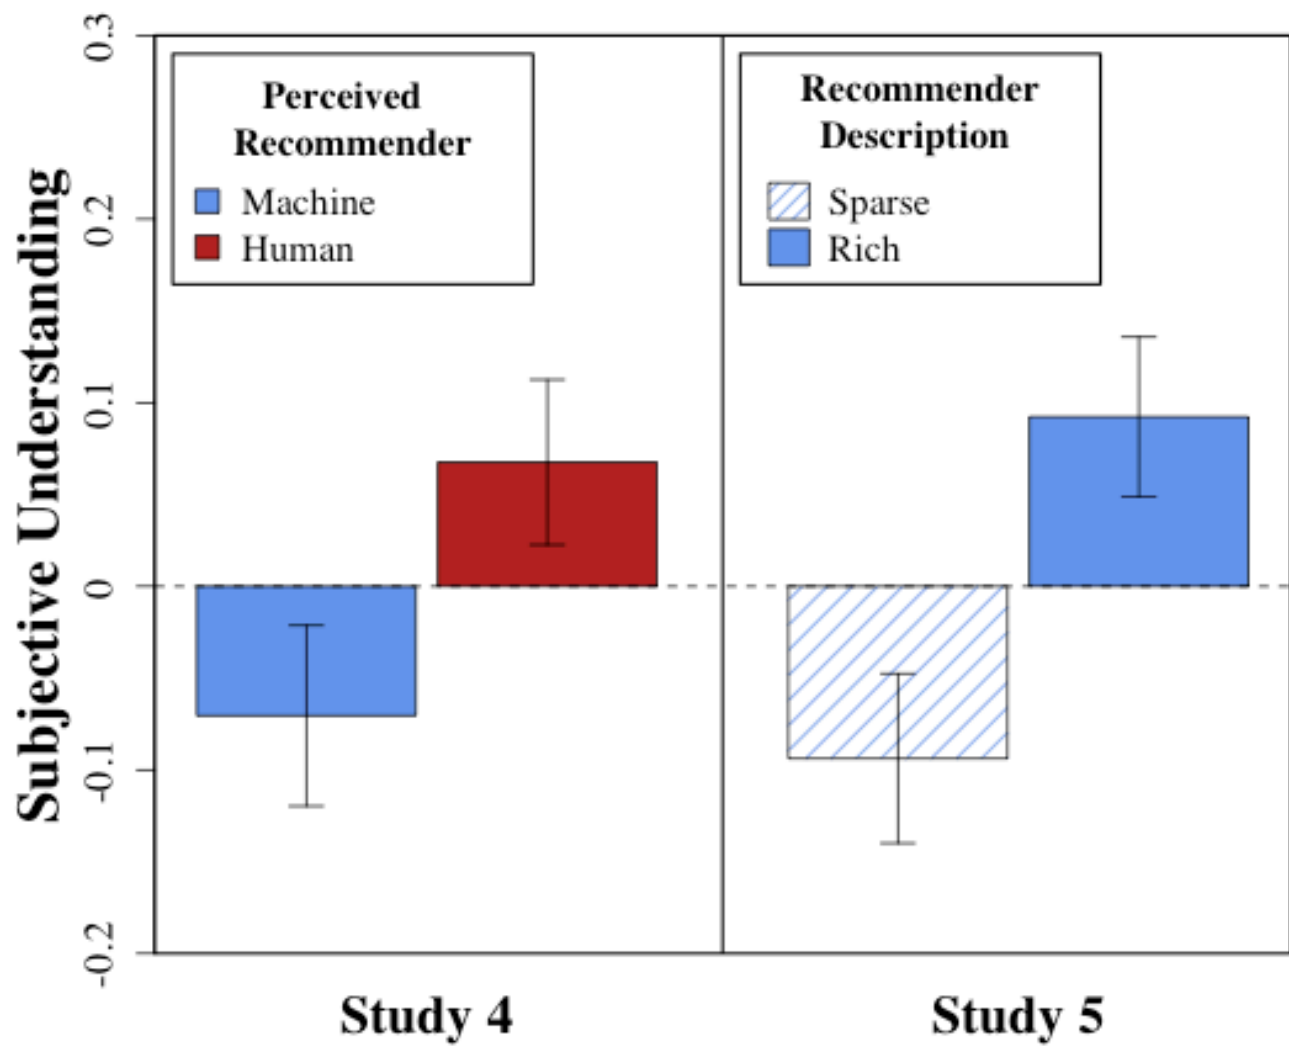 Subjective Understanding
0.3
0.2
0.1
0
-0.1
-0.2
Perceived
Recommender
Machine
Human
Recommender
Description
Sparse
Rich
Study 4
Study 5